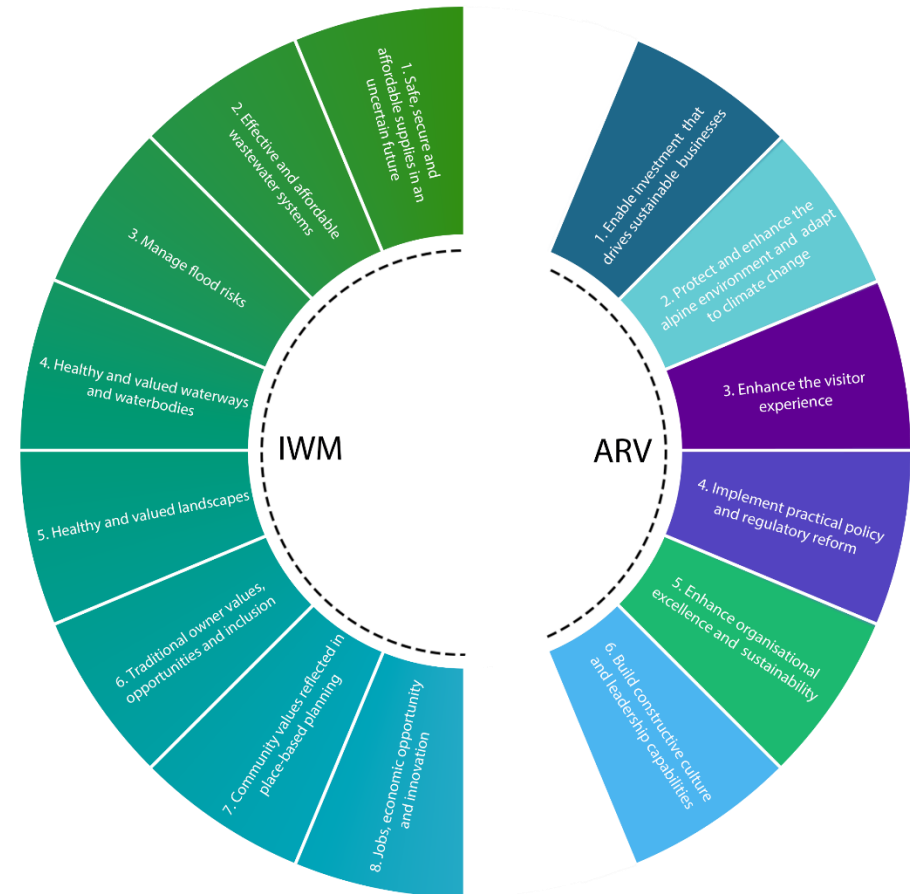 1. Safe, secure and
affordable supplies in an
uncertain future
2. Effective and affordable
wastewater systems
3. Manage flood risks
4. Healthy and valued waterways
and waterbodies
5. Healthy and valued landscapes
6. Traditional owner values,
opportunities and inclusion
7. Community values reflected in
place-based planning
8. Jobs, economic opportunity
and innovation
IWM
ARV
1. Enable investment that
drives sustainable businesses
2. Protect and enhance the
alpine environment and adapt
to climate change
3. Enhance the visitor
experience
4. Implement practical policy
and regulatory reform
5. Enhance organisational
excellence and sustainability
6. Build constructive culture
and leadership capabilities